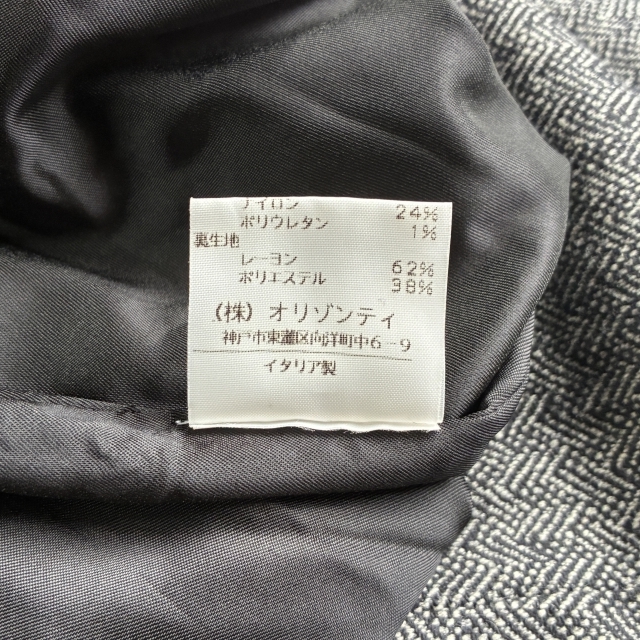 ナイロン 24%
ポリウレタン 1%
裏生地
レーヨン 62%
ポリエステル 38%
(株) オリゾンティ
神戸市東灘区向洋町中6-9
イタリア製